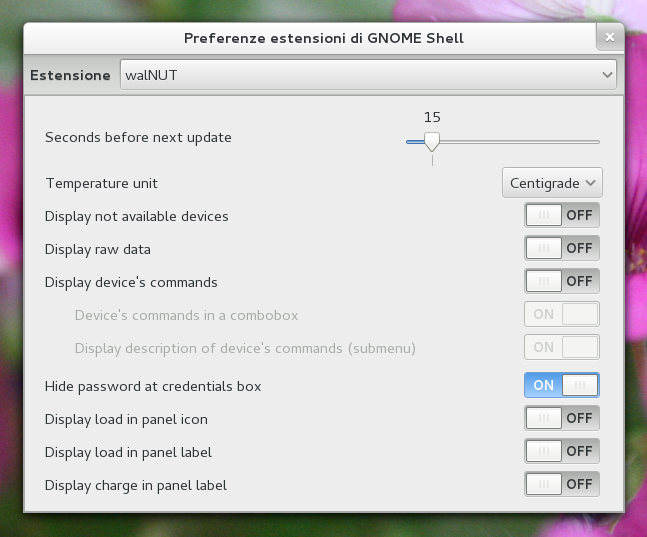 Preferenze estensioni di GNOME Shell
Estensione walNUT
15
Seconds before next update
Temperature unit Centigrade
Display not available devices OFF
Display raw data OFF
Display device's commands OFF
Device's commands in a combobox ON
Display description of device's commands (submenu) ON
Hide password at credentials box ON
Display load in panel icon OFF
Display load in panel label OFF
Display charge in panel label OFF